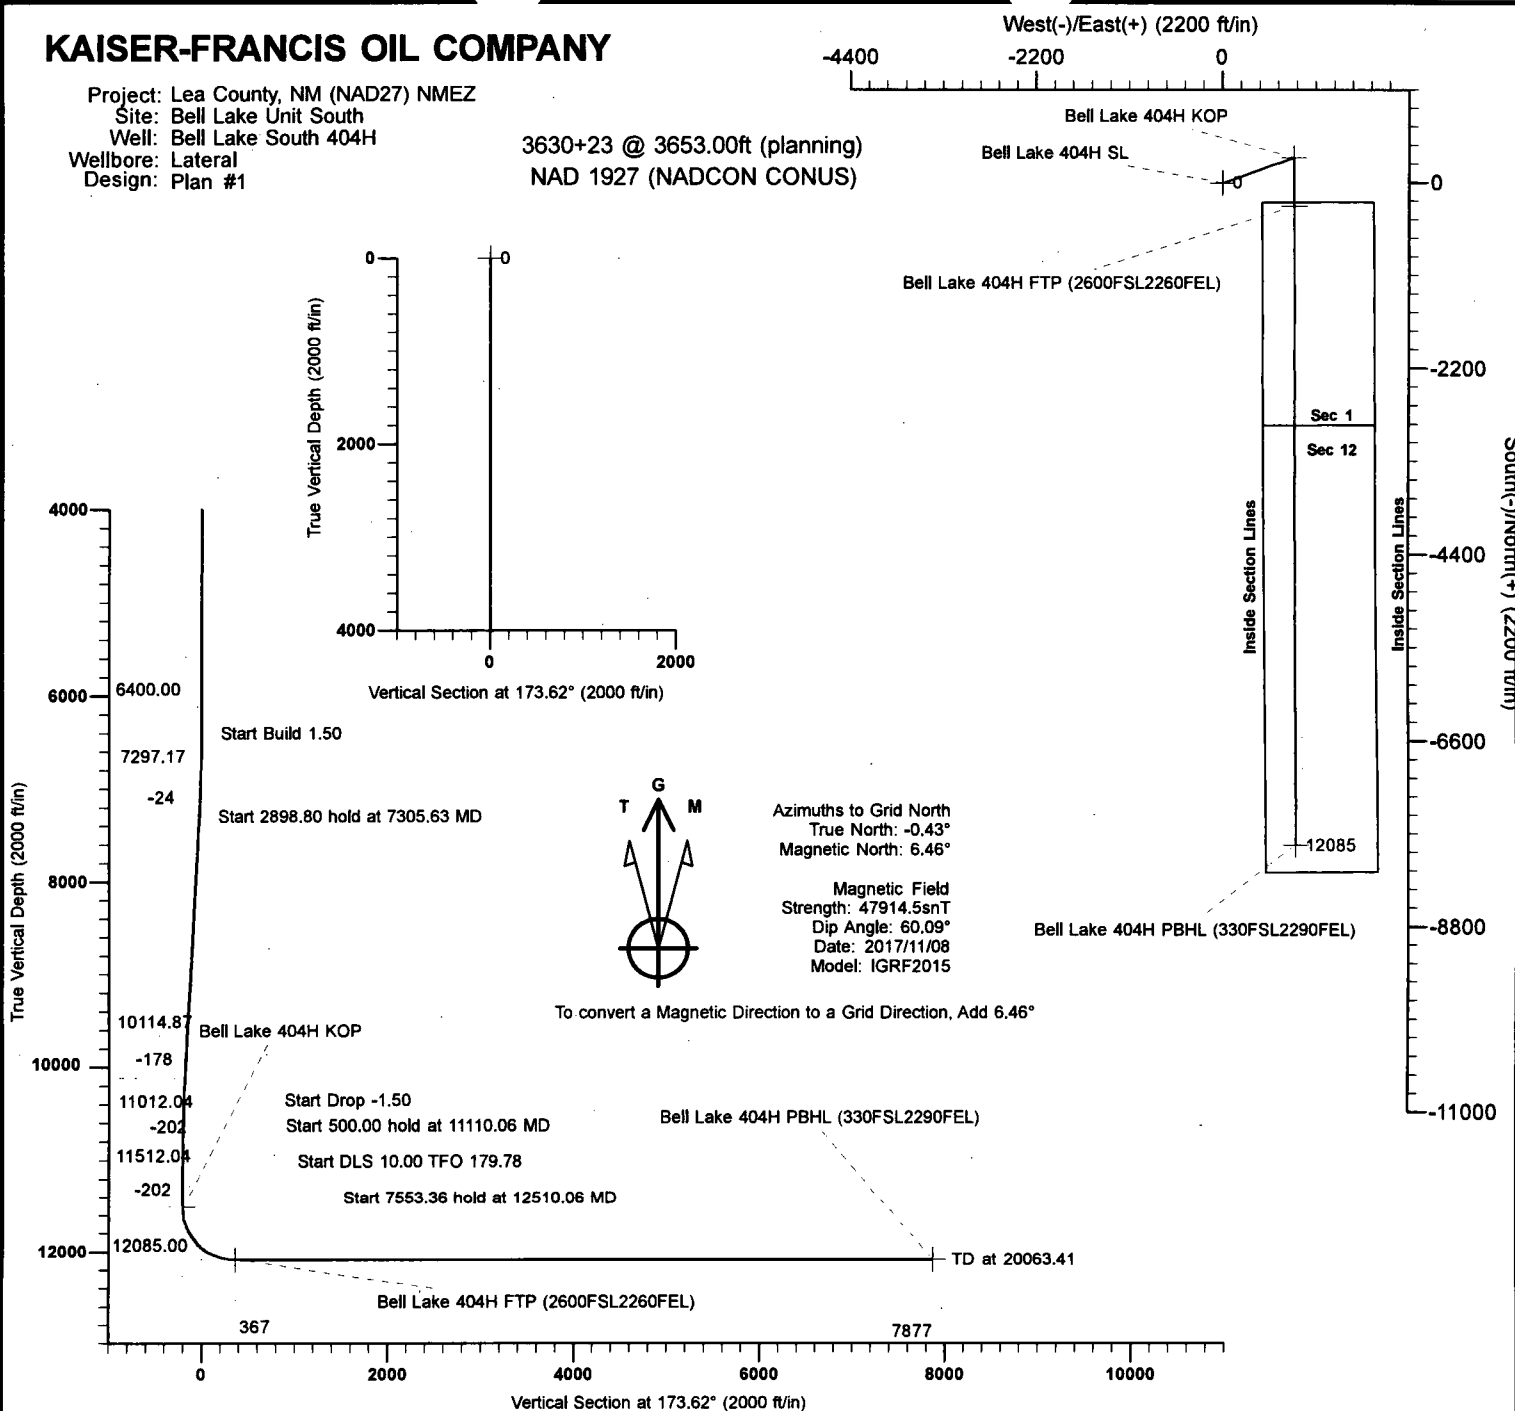 KAISER-FRANCIS OIL COMPANY
Project: Lea County, NM (NAD27) NMEZ
Site: Bell Lake Unit South
Well: Bell Lake South 404H
Wellbore: Lateral
Design: Plan #1
3630+23 @ 3653.00ft (planning)
NAD 1927 (NADCON CONUS)
West(-)/East(+) (2200 ft/in)
-4400
-2200
0
Bell Lake 404H KOP
Bell Lake 404H SL
0
Bell Lake 404H FTP (2600FSL2260FEL)
Sec 1
Sec 12
Inside Section Lines
Inside Section Lines
12085
Bell Lake 404H PBHL (330FSL2290FEL)
0
-2200
-4400
-6600
-8800
-11000
South(-)/North(+) (2200 ft/in)
0
2000
4000
True Vertical Depth (2000 ft/in)
0
0
2000
Vertical Section at 173.62° (2000 ft/in)
4000
6000
8000
10000
12000
True Vertical Depth (2000 ft/in)
6400.00
Start Build 1.50
7297.17
-24
Start 2898.80 hold at 7305.63 MD
10114.87
Bell Lake 404H KOP
-178
11012.04
Start Drop -1.50
-202
Start 500.00 hold at 11110.06 MD
11512.04
Start DLS 10.00 TFO 179.78
-202
Start 7553.36 hold at 12510.06 MD
12085.00
Bell Lake 404H PBHL (330FSL2290FEL)
TD at 20063.41
Bell Lake 404H FTP (2600FSL2260FEL)
367
7877
0
2000
4000
6000
8000
10000
Vertical Section at 173.62° (2000 ft/in)
G
T
M
Azimuths to Grid North
True North: -0.43°
Magnetic North: 6.46°
Magnetic Field
Strength: 47914.5snT
Dip Angle: 60.09°
Date: 2017/11/08
Model: IGRF2015
To convert a Magnetic Direction to a Grid Direction, Add 6.46°